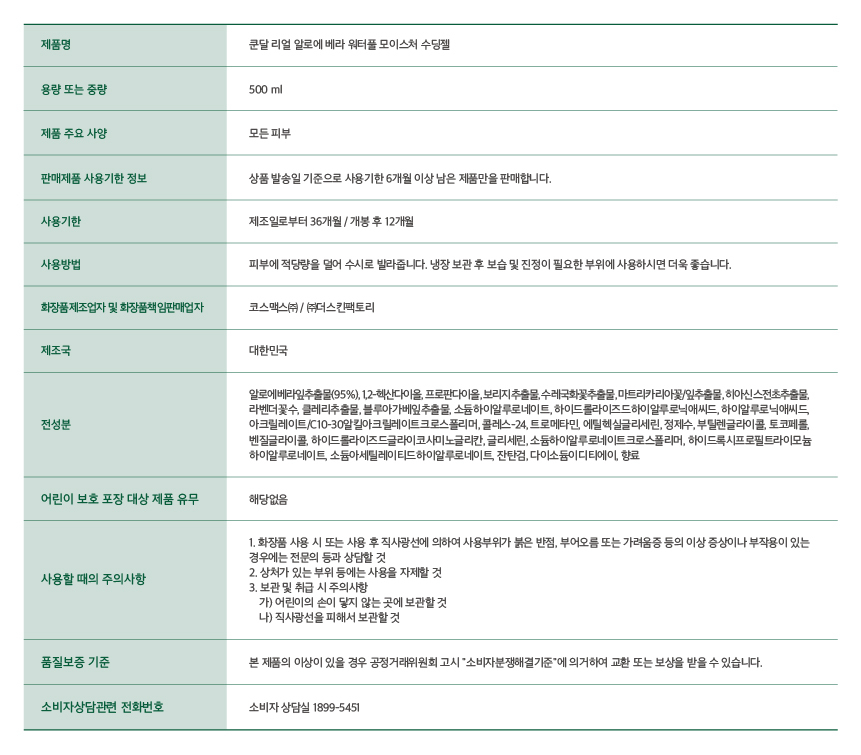 제품명
쿤달 리얼 알로에 베라 워터풀 모이스처 수딩젤
용량 또는 중량
500 ml
제품 주요 사양
모든 피부
판매제품 사용기한 정보
상품 발송일 기준으로 사용기한 6개월 이상 남은 제품만을 판매합니다.
사용기한
제조일로부터 36개월 / 개봉 후 12개월
사용방법
피부에 적당량을 덜어 수시로 발라줍니다. 냉장 보관 후 보습 및 진정이 필요한 부위에 사용하시면 더욱 좋습니다.
화장품제조업자 및 화장품책임판매업자
코스맥스㈜ / ㈜더스킨팩토리
제조국
대한민국
전성분
알로에베라잎추출물(95%), 1,2-헥산다이올, 프로판다이올, 보리지추출물, 수레국화꽃추출물, 마트리카리아꽃/잎추출물, 히아신스전초추출물,
라벤더꽃수, 클레리추출물, 블루아가베잎추출물, 소듐하이알루로네이트, 하이드롤라이즈드하이알루로닉애씨드, 하이알루로닉애씨드,
아크릴레이트/C10-30알킬아크릴레이트크로스폴리머, 콜레스-24, 트로메타민, 에틸헥실글리세린, 정제수, 부틸렌글라이콜, 토코페롤,
벤질글라이콜, 하이드롤라이즈드글라이코사미노글리칸, 글리세린, 소듐하이알루로네이트크로스폴리머, 하이드록시프로필트라이모늄
하이알루로네이트, 소듐아세틸레이티드하이알루로네이트, 잔탄검, 다이소듐이디티에이, 향료
어린이 보호 포장 대상 제품 유무
해당없음
사용할 때의 주의사항
1. 화장품 사용 시 또는 사용 후 직사광선에 의하여 사용부위가 붉은 반점, 부어오름 또는 가려움증 등의 이상 증상이나 부작용이 있는
경우에는 전문의 등과 상담할 것
2. 상처가 있는 부위 등에는 사용을 자제할 것
3. 보관 및 취급 시 주의사항
가) 어린이의 손이 닿지 않는 곳에 보관할 것
나) 직사광선을 피해서 보관할 것
품질보증 기준
본 제품의 이상이 있을 경우 공정거래위원회 고시 "소비자분쟁해결기준"에 의거하여 교환 또는 보상을 받을 수 있습니다.
소비자상담관련 전화번호
소비자 상담실 1899-5451